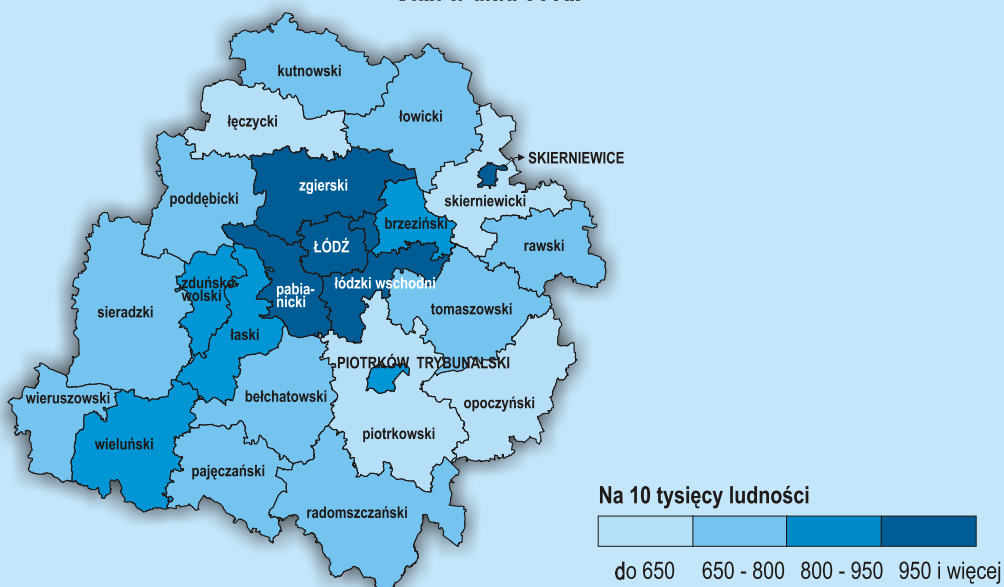 kutnowski
łęczycki
łowicki
SKIERNIEWICE
zgierski
poddębicki
skierniewicki
brzeziński
ŁÓDŹ
rawski
zduńsko-
wolski
pabia-
nicki
łódzki wschodni
sieradzki
łaski
tomaszowski
PIOTRKÓW TRYBUNALSKI
wieruszowski
bełchatowski
opoczyński
wieluński
piotrkowski
pajęczański
radomszczański
Na 10 tysięcy ludności
do 650
650 - 800
800 - 950
950 i więcej